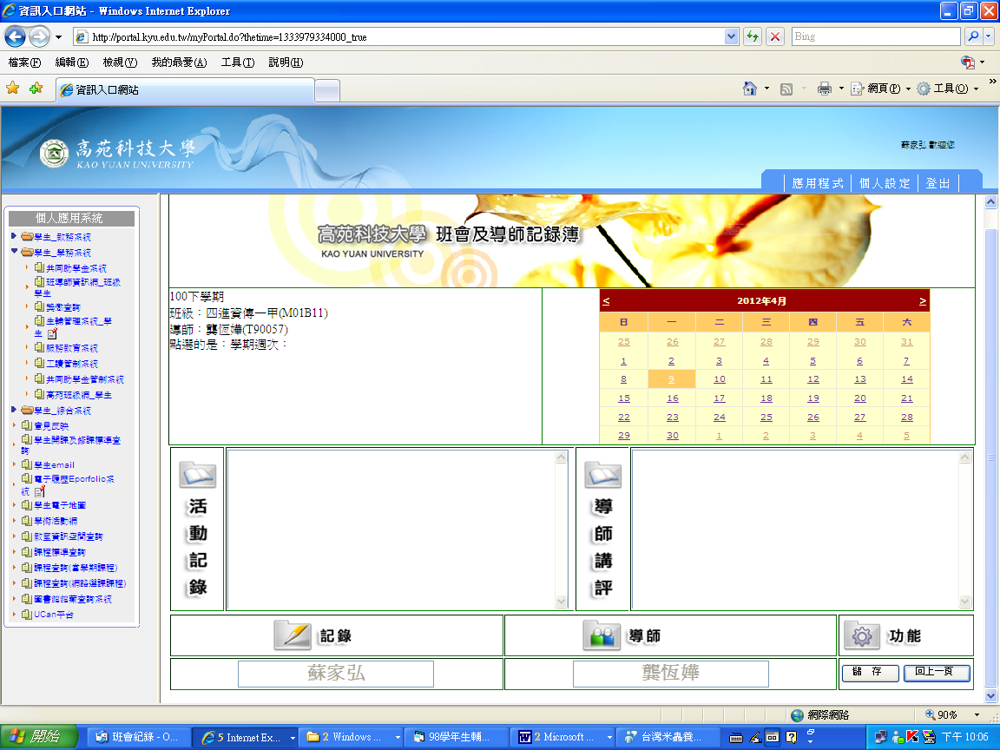 資訊入口網站 - Windows Internet Explorer
http://portal.kyu.edu.tw/myPortal.do?thetime=1333979334000_true
Bing
檔案(F) 編輯(E) 檢視(V) 我的最愛(A) 工具(T) 說明(H)
資訊入口網站
網頁(P) 工具(O)
高苑科技大學
KAO YUAN UNIVERSITY
蘇家弘 歡迎您
應用程式 個人設定 登出
個人應用系統
學生_教務系統
學生_學務系統
共同助學金系統
班導師資訊網_班級
學生
獎懲查詢
生輔管理系統_學
生
服務教育系統
工讀管制系統
共同助學金管制系統
高苑班級網_學生
學生_綜合系統
意見反映
學生開課及修課標準查
詢
學生email
電子履歷Eporfolio系
統
學生電子地圖
學術活動網
教室資訊空間查詢
課程標準查詢
課程查詢(當學期課程)
課程查詢(網路選課課程)
圖書館館藏查詢系統
UCan平台
高苑科技大學 班會及導師記錄簿
KAO YUAN UNIVERSITY
100下學期
班級：四進資傳一甲(M01B11)
導師：龔恆嬅(T90057)
點選的是：學期週次：
< 2012年4月 >
日 一 二 三 四 五 六
25 26 27 28 29 30 31
1 2 3 4 5 6 7
8 9 10 11 12 13 14
15 16 17 18 19 20 21
22 23 24 25 26 27 28
29 30 1 2 3 4 5
活動記錄
導師講評
記錄 導師 功能
蘇家弘 龔恆嬅 儲 存 回上一頁
網際網路 90%
開始 班會紀錄 - O... 5 Internet Ex... 2 Windows ... 98學年生輔... 2 Microsoft ... 台湾米蟲養... 下午 10:06